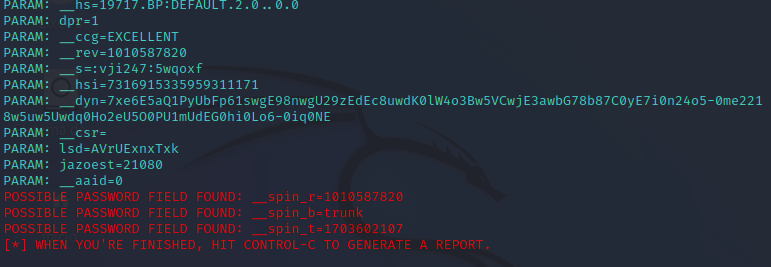 PARAM: __hs=19717.BP:DEFAULT.2.0..0.0
PARAM: dpr=1
PARAM: __ccg=EXCELLENT
PARAM: __rev=1010587820
PARAM: __s=:vji247:5wqoxf
PARAM: __hsi=7316915335959311171
PARAM: __dyn=7xe6E5aQ1PyUbFp61swgE98nwgU29zEdEc8uwdK0lW4o3Bw5VCwjE3awbG78b87C0yE7i0n24o5-0me221
8w5uw5Uwdq0Ho2eU5O0PU1mUdEG0hi0Lo6-0iq0NE
PARAM: __csr=
PARAM: lsd=AVrUExnxTxk
PARAM: jazoest=21080
PARAM: __aaid=0
POSSIBLE PASSWORD FIELD FOUND: __spin_r=1010587820
POSSIBLE PASSWORD FIELD FOUND: __spin_b=trunk
POSSIBLE PASSWORD FIELD FOUND: __spin_t=1703602107
[*] WHEN YOU'RE FINISHED, HIT CONTROL-C TO GENERATE A REPORT.